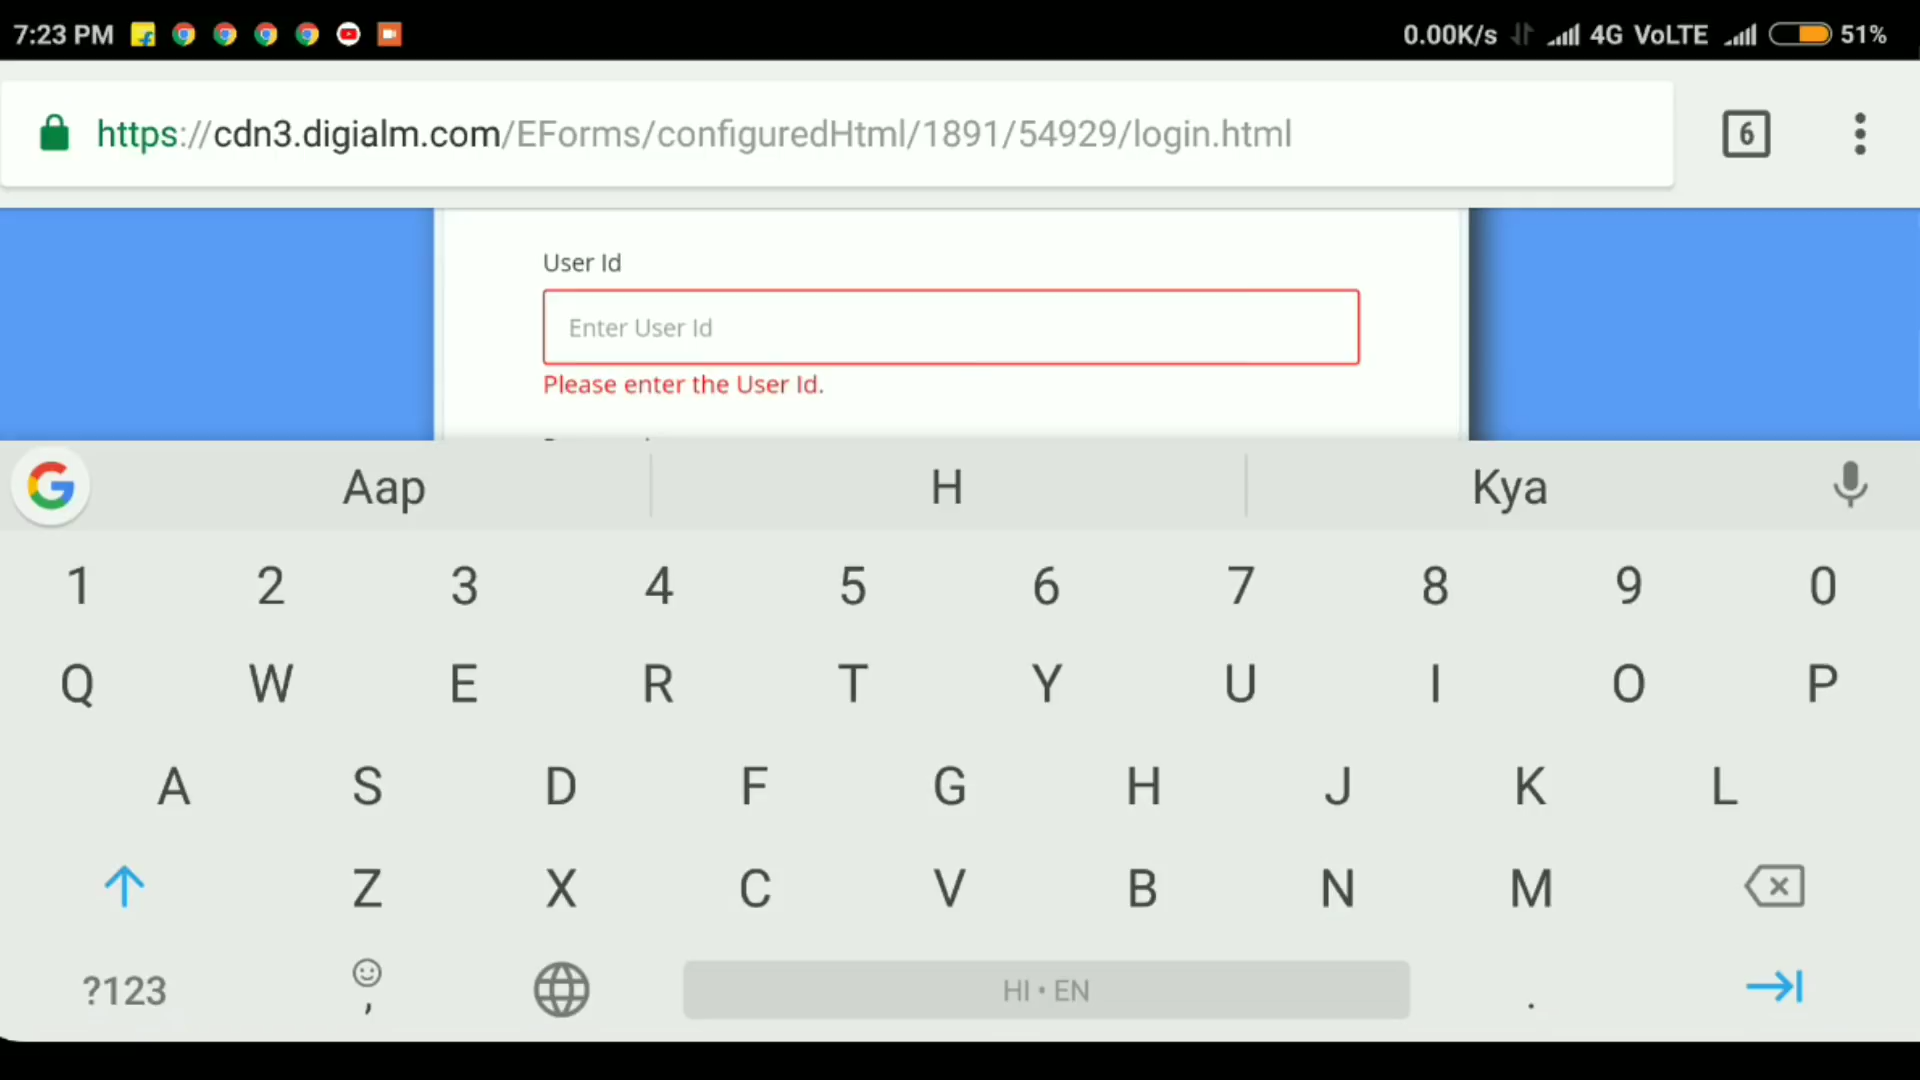 7:23 PM 0.00K/s 4G VoLTE 51%
https://cdn3.digialm.com/EForms/configuredHtml/1891/54929/login.html 6
User Id
Enter User Id
Please enter the User Id.
Aap H Kya
1 2 3 4 5 6 7 8 9 0
Q W E R T Y U I O P
A S D F G H J K L
Z X C V B N M
?123 , HI • EN .